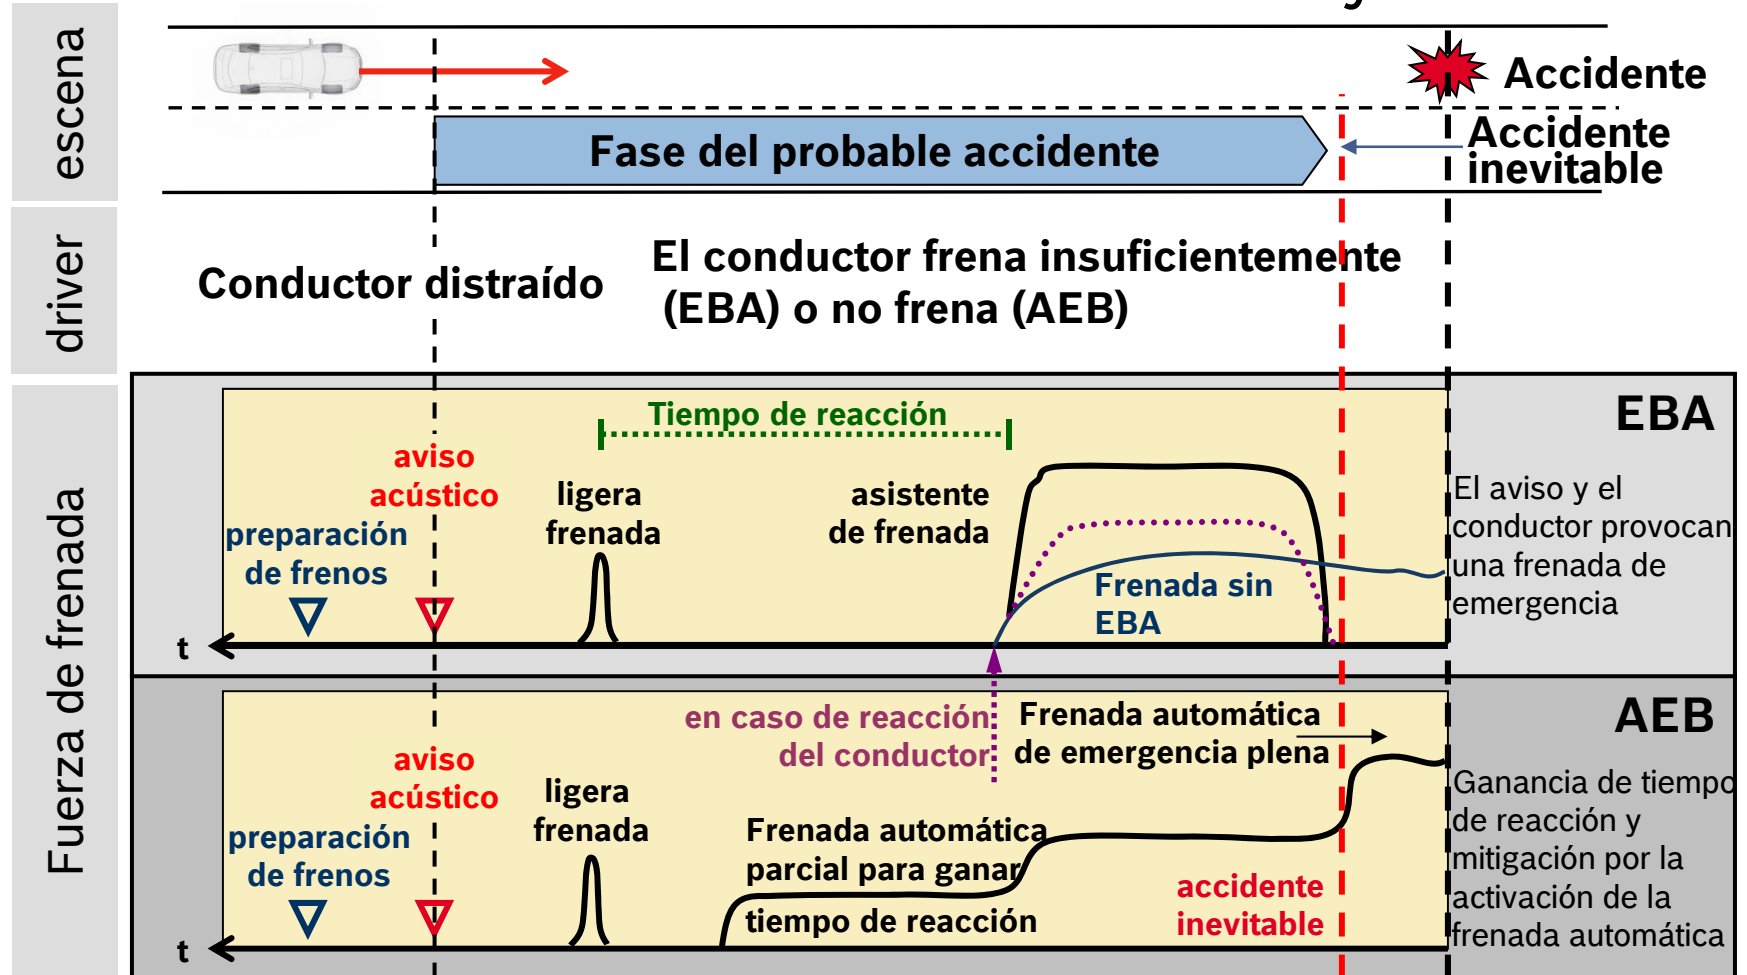 escena
Accidente
Fase del probable accidente
Accidente
inevitable
driver
Conductor distraído
El conductor frena insuficientemente
(EBA) o no frena (AEB)
Fuerza de frenada
EBA
Tiempo de reacción
aviso
acústico
preparación
de frenos
ligera
frenada
asistente
de frenada
Frenada sin
EBA
t
El aviso y el
conductor provocan
una frenada de
emergencia
AEB
en caso de reacción
del conductor
Frenada automática
de emergencia plena
aviso
acústico
preparación
de frenos
ligera
frenada
Frenada automática
parcial para ganar
tiempo de reacción
accidente
inevitable
t
Ganancia de tiempo
de reacción y
mitigación por la
activación de la
frenada automática